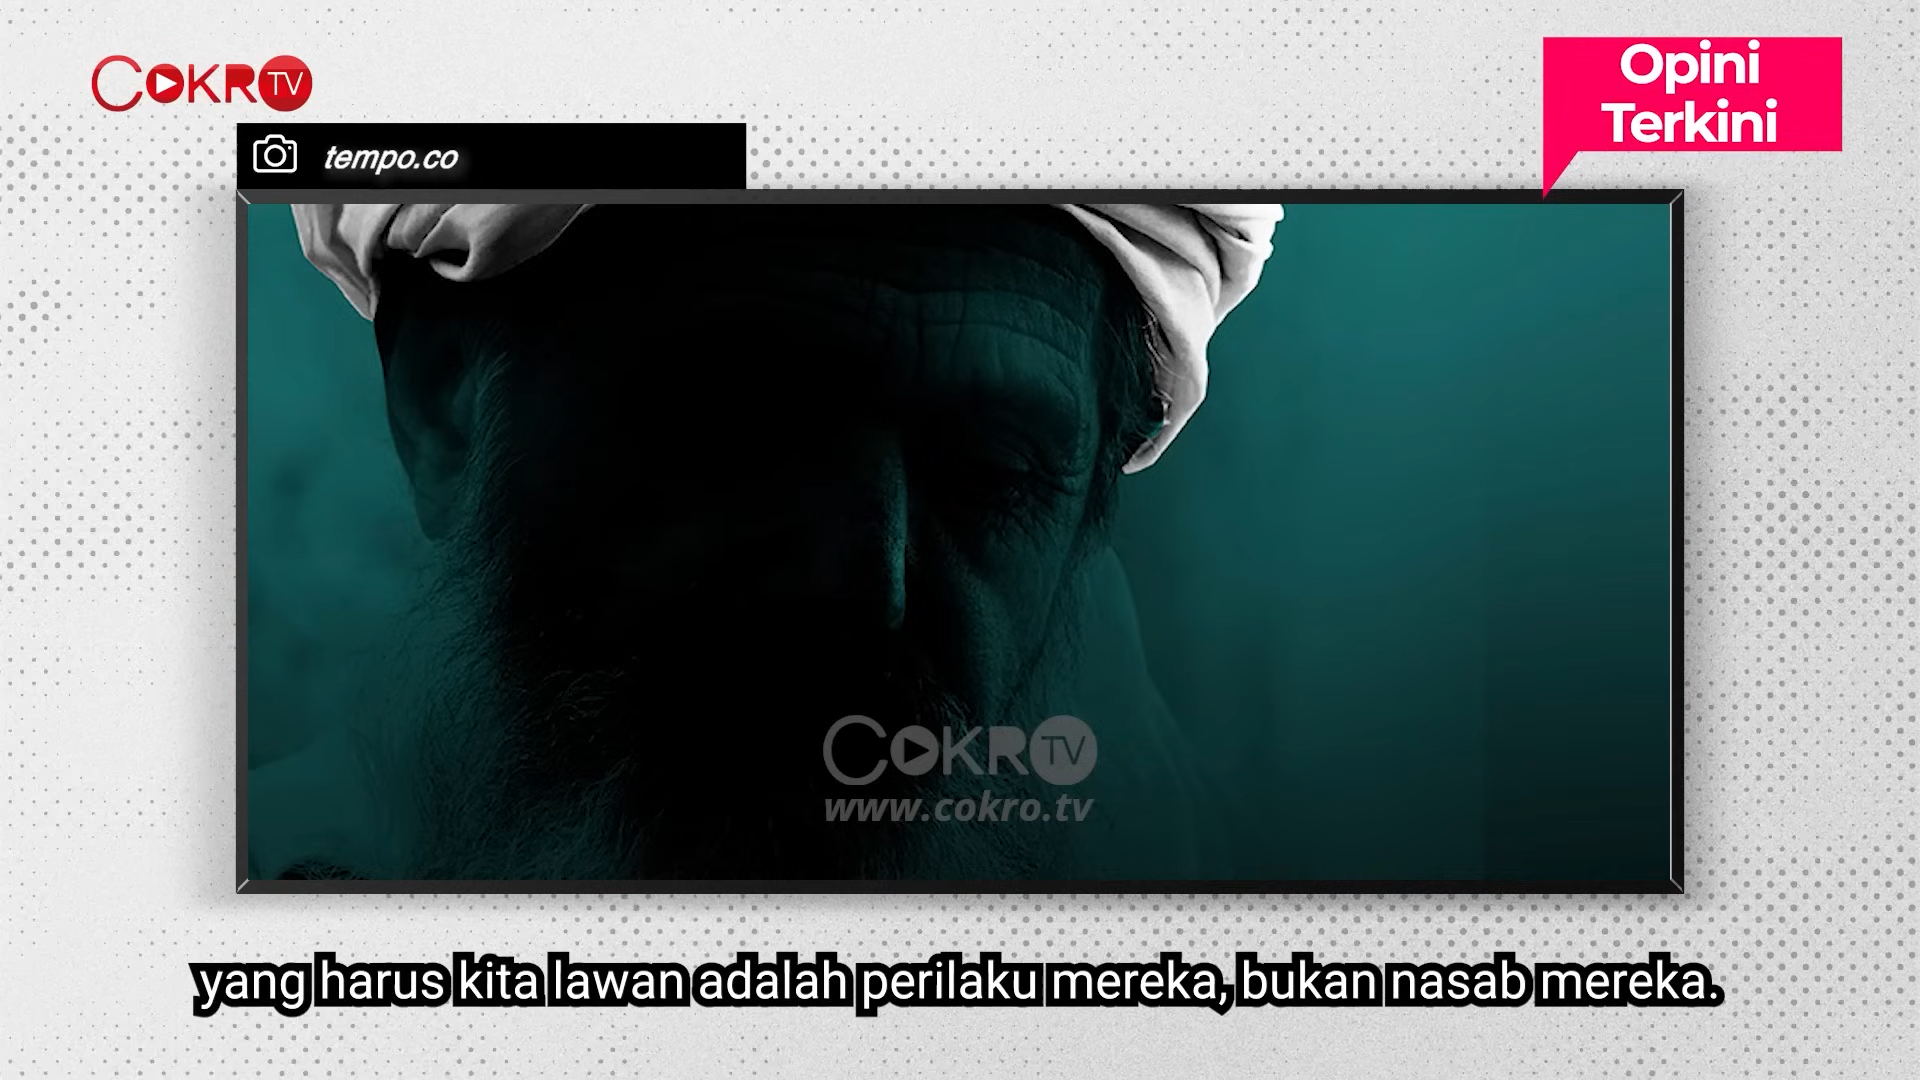 COKRO TV
Opini
Terkini
tempo.co
COKRO TV
www.cokro.tv
yang harus kita lawan adalah perilaku mereka, bukan nasab mereka.